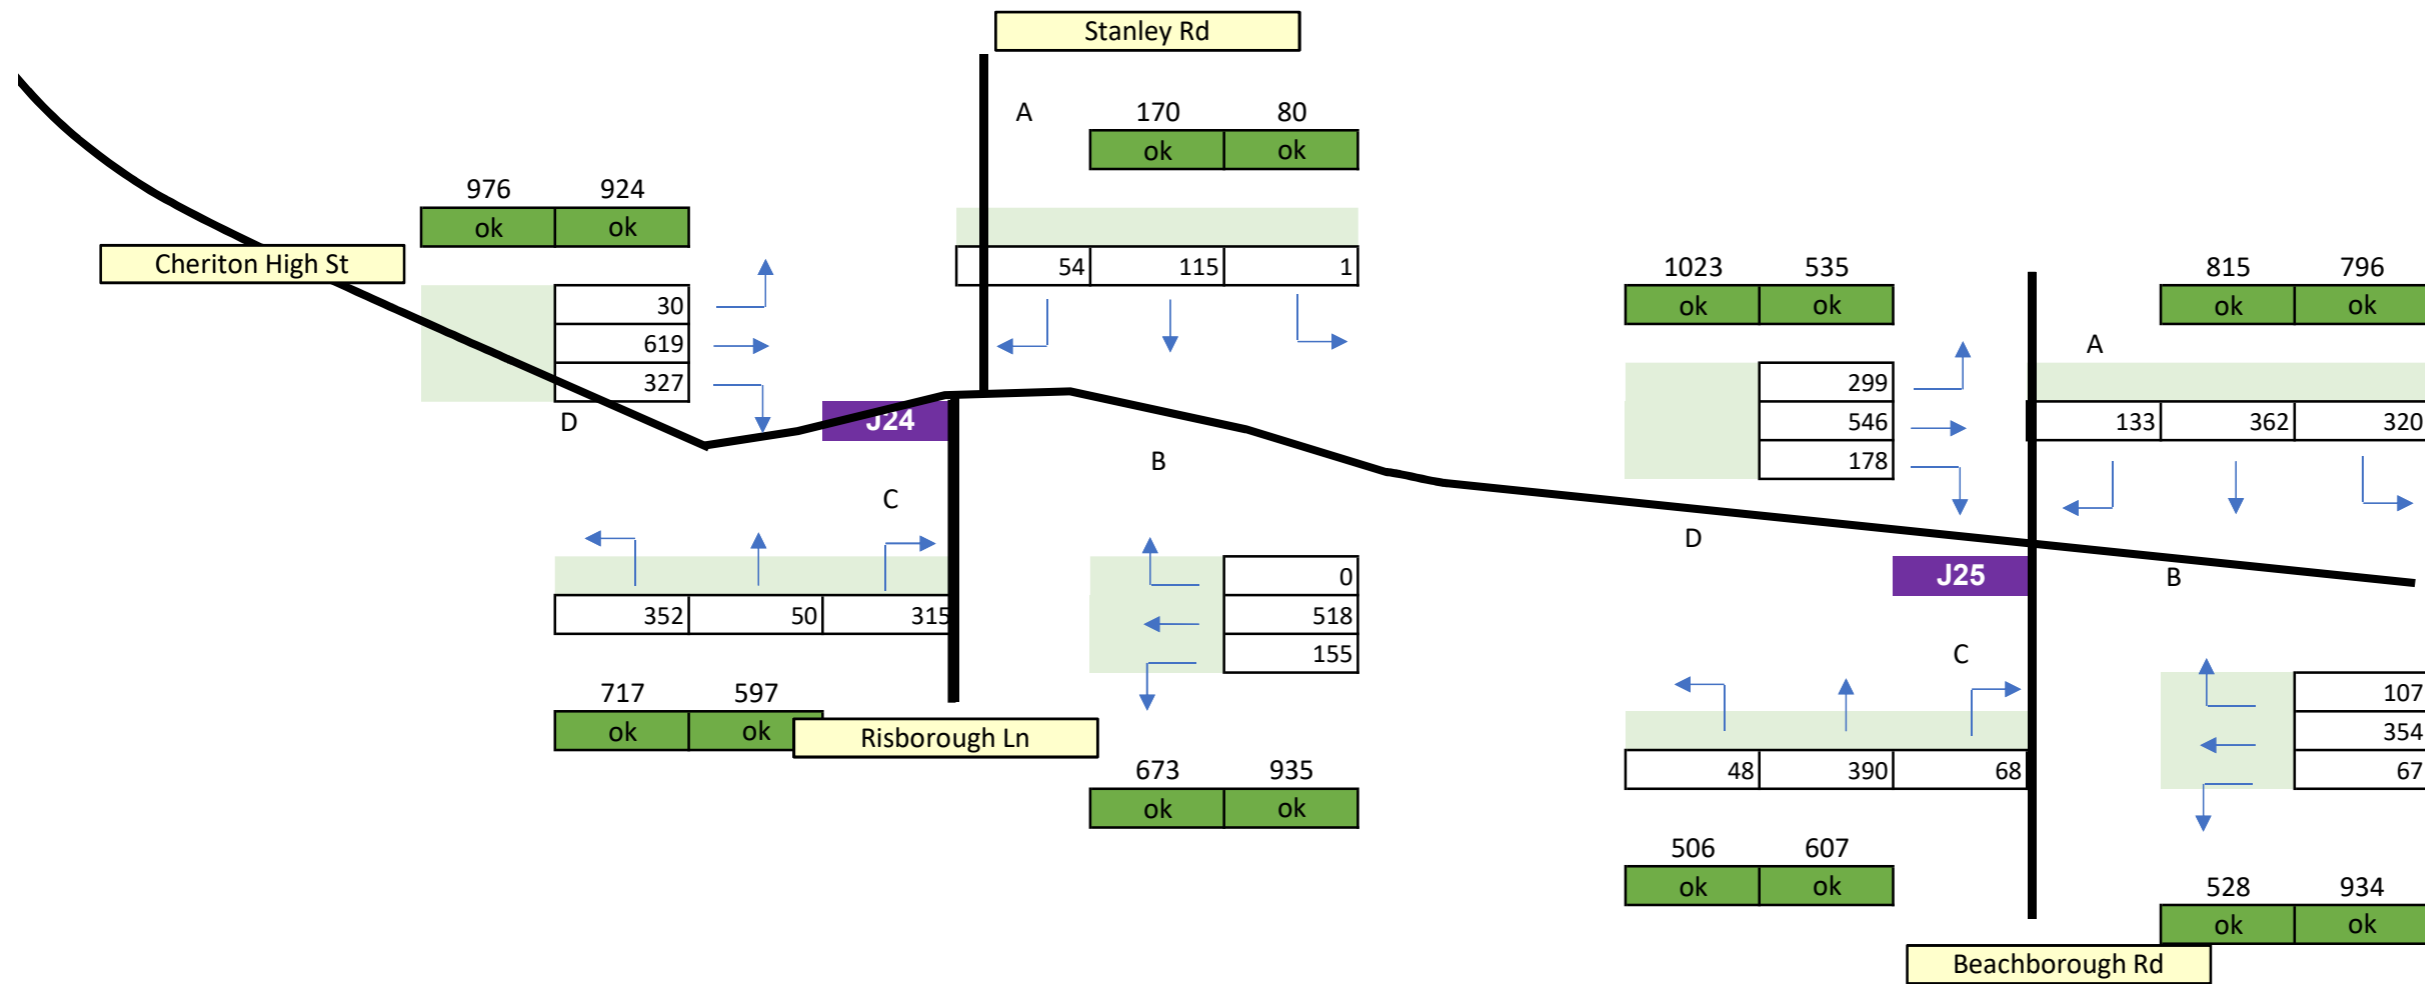 Stanley Rd
A 170 80
ok ok
976 924
ok ok
Cheriton High St
54 115 1
1023 535
815 796
ok ok
ok ok
30
619
327
A
299
546
178
D
J24
133 362 320
B
C
D
0
518
155
J25
B
352 50 315
C
717 597
ok ok
Risborough Ln
107
354
67
673 935
ok ok
48 390 68
506 607
ok ok
528 934
ok ok
Beachborough Rd